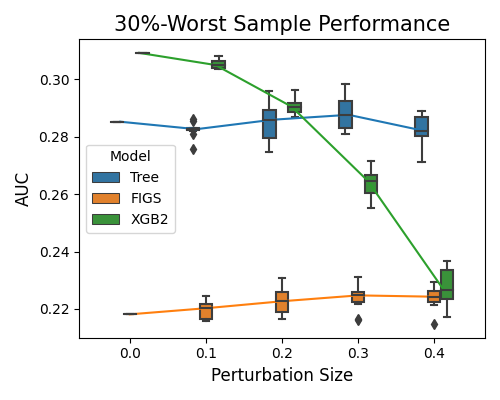 30%-Worst Sample Performance
AUC
0.30
0.28
0.26
0.24
0.22
Model
Tree
FIGS
XGB2
0.0 0.1 0.2 0.3 0.4
Perturbation Size